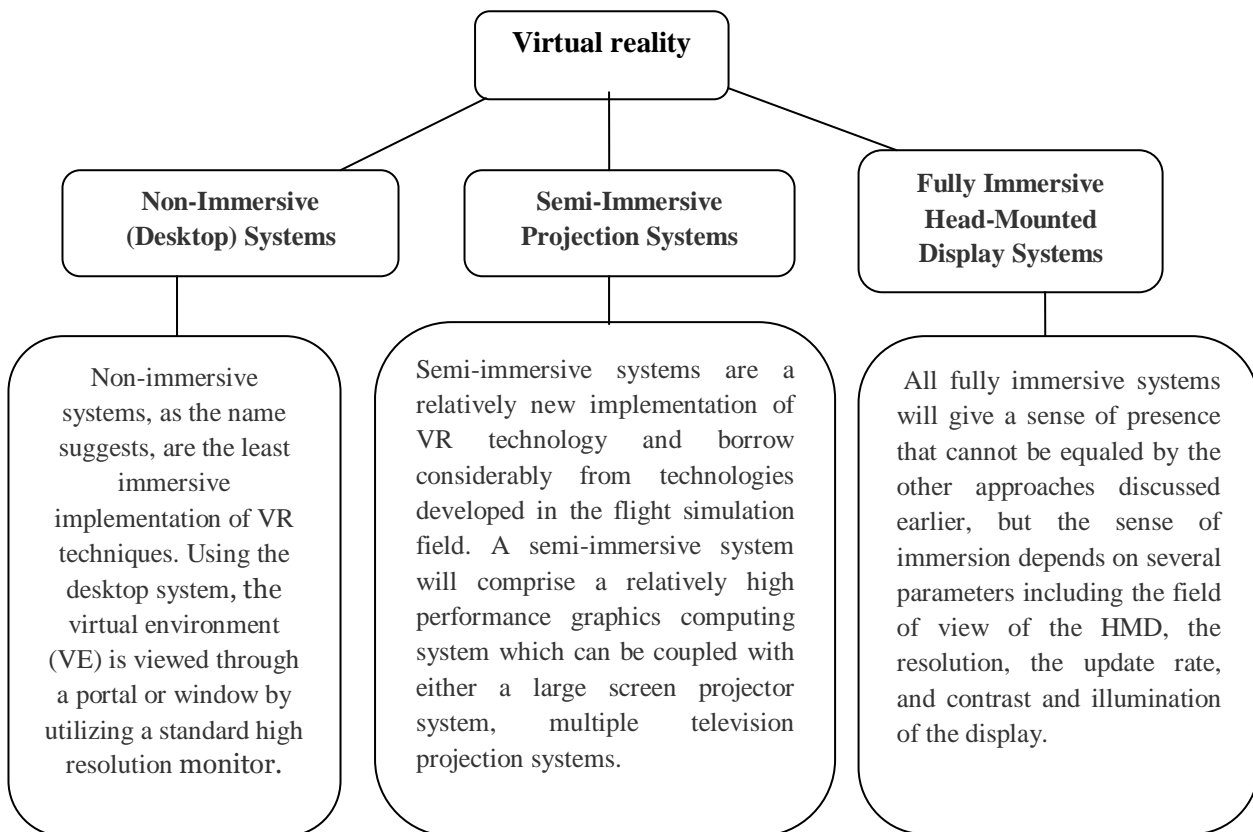 Virtual reality
Non-Immersive
(Desktop) Systems
Semi-Immersive
Projection Systems
Fully Immersive
Head-Mounted
Display Systems
Non-immersive
systems, as the name
suggests, are the least
immersive
implementation of VR
techniques. Using the
desktop system, the
virtual environment
(VE) is viewed through
a portal or window by
utilizing a standard high
resolution monitor.
Semi-immersive systems are a
relatively new implementation of
VR technology and borrow
considerably from technologies
developed in the flight simulation
field. A semi-immersive system
will comprise a relatively high
performance graphics computing
system which can be coupled with
either a large screen projector
system, multiple television
projection systems.
All fully immersive systems
will give a sense of presence
that cannot be equaled by the
other approaches discussed
earlier, but the sense of
immersion depends on several
parameters including the field
of view of the HMD, the
resolution, the update rate,
and contrast and illumination
of the display.